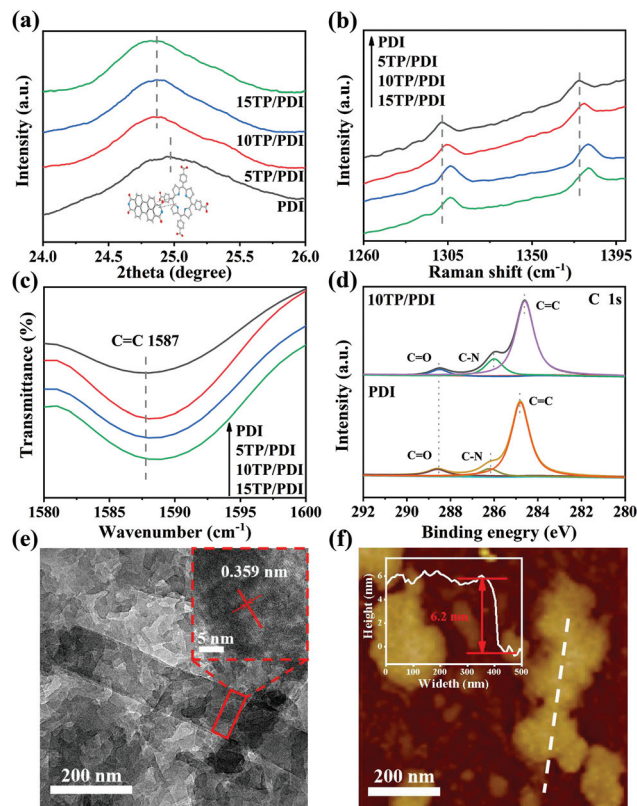 (a)
Intensity (a.u.)
15TP/PDI
10TP/PDI
5TP/PDI
PDI
24.0 24.5 25.0 25.5 26.0
2theta (degree)
(b)
Intensity (a.u.)
PDI
5TP/PDI
10TP/PDI
15TP/PDI
1260 1305 1350 1395
Raman shift (cm⁻¹)
(c)
Transmittance (%)
C=C 1587
PDI
5TP/PDI
10TP/PDI
15TP/PDI
1580 1585 1590 1595 1600
Wavenumber (cm⁻¹)
(d)
Intensity (a.u.)
10TP/PDI
C 1s
C=C
C=O
C-N
PDI
C=C
C=O
C-N
292 290 288 286 284 282 280
Binding enegry (eV)
(e)
0.359 nm
5 nm
200 nm
(f)
Height (nm)
6
4
2
0
6.2 nm
0 100 200 300 400 500
Wideth (nm)
200 nm